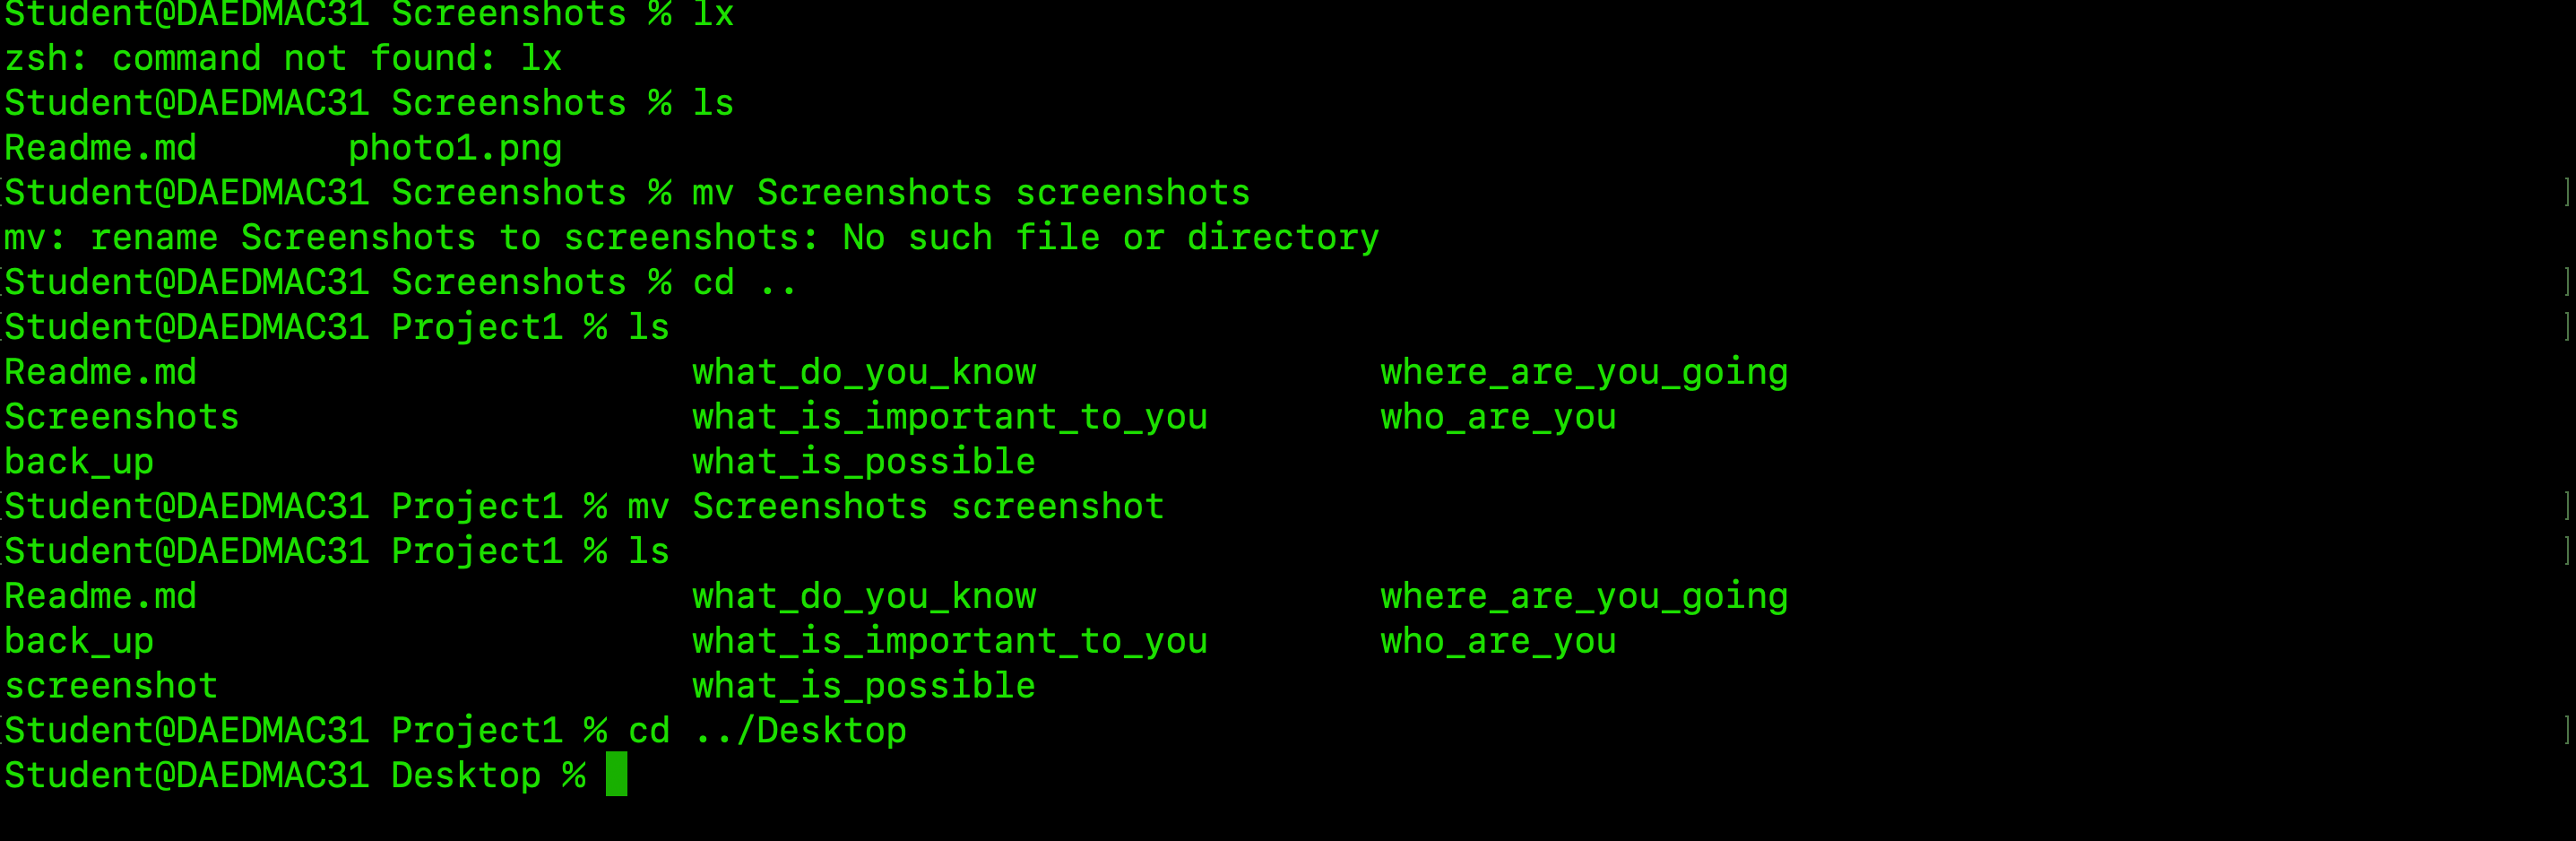 Student@DAEDMAC31 Screenshots % lx
zsh: command not found: lx
Student@DAEDMAC31 Screenshots % ls
Readme.md photo1.png
Student@DAEDMAC31 Screenshots % mv Screenshots screenshots
mv: rename Screenshots to screenshots: No such file or directory
Student@DAEDMAC31 Screenshots % cd ..
Student@DAEDMAC31 Project1 % ls
Readme.md what_do_you_know where_are_you_going
Screenshots what_is_important_to_you who_are_you
back_up what_is_possible
Student@DAEDMAC31 Project1 % mv Screenshots screenshot
Student@DAEDMAC31 Project1 % ls
Readme.md what_do_you_know where_are_you_going
back_up what_is_important_to_you who_are_you
screenshot what_is_possible
Student@DAEDMAC31 Project1 % cd ../Desktop
Student@DAEDMAC31 Desktop %